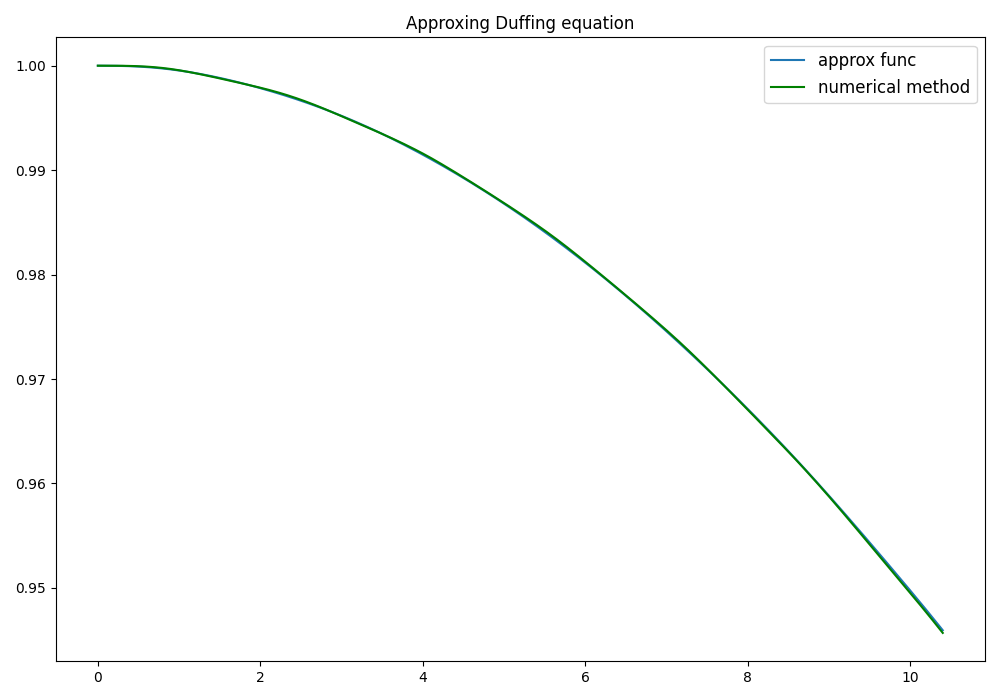 Approxing Duffing equation
approx func
numerical method
1.00
0.99
0.98
0.97
0.96
0.95
0 2 4 6 8 10